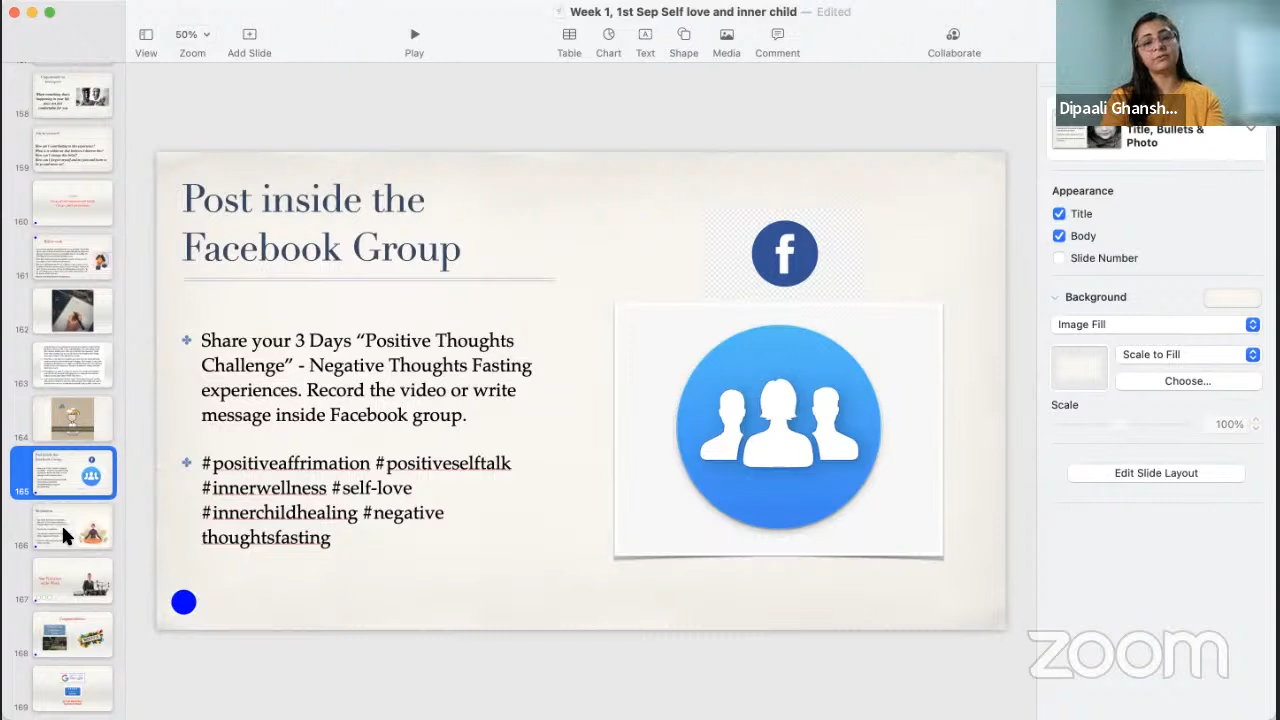 Week 1, 1st Sep Self love and inner child — Edited
50%
View
Zoom
Add Slide
Play
Table
Chart
Text
Shape
Media
Comment
Collaborate
Dipaali Ghansh...
Title, Bullets &
Photo
Appearance
Title
Body
Slide Number
Background
Image Fill
Scale to Fill
Choose...
Scale
100%
Edit Slide Layout
158
159
160
161
162
163
164
165
166
167
168
169
Post inside the
Facebook Group
f
Share your 3 Days “Positive Thoughts
Challenge” - Negative Thoughts Fasting
experiences. Record the video or write
message inside Facebook group.
#positiveaffrmation #positiveselftalk
#innerwellness #self-love
#innerchildhealing #negative
thoughtsfasting
zoom